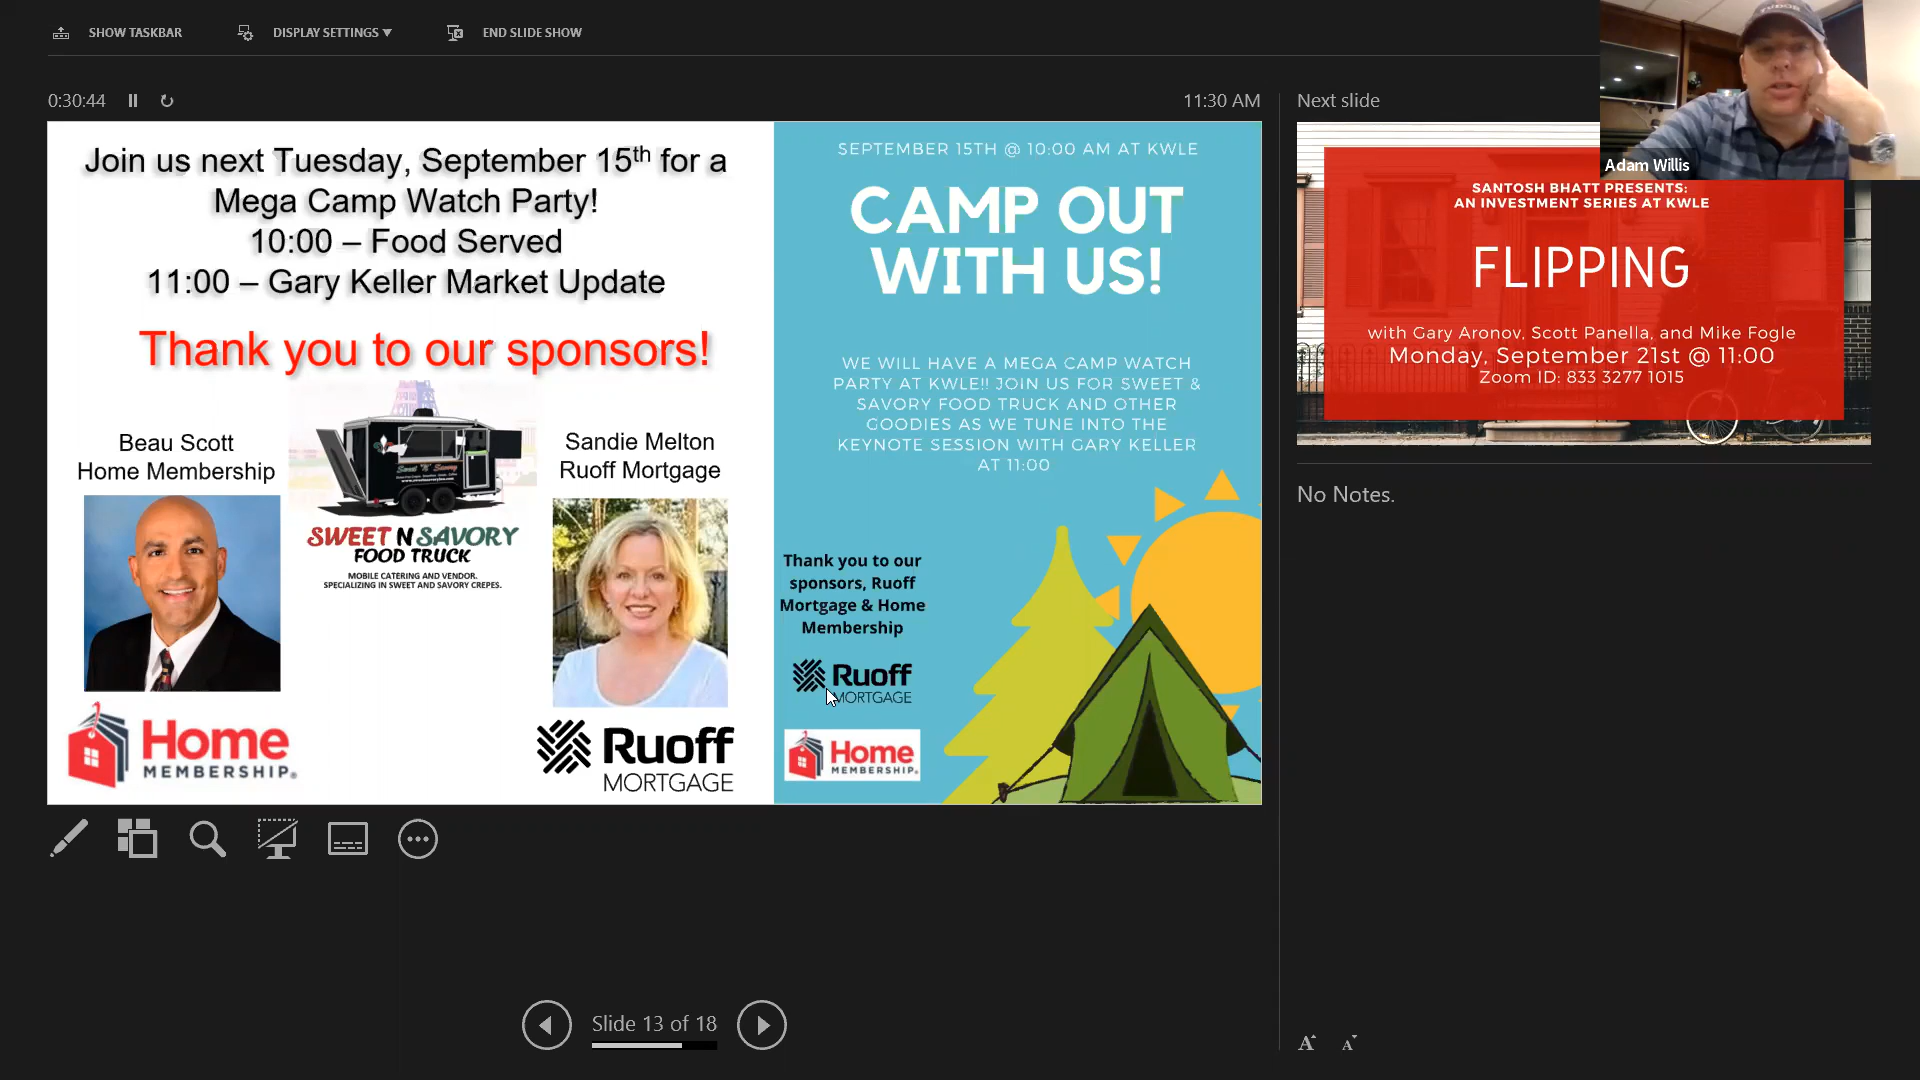 SHOW TASKBAR
DISPLAY SETTINGS ▼
END SLIDE SHOW
0:30:44
11:30 AM
Join us next Tuesday, September 15th for a
Mega Camp Watch Party!
10:00 – Food Served
11:00 – Gary Keller Market Update
Thank you to our sponsors!
Beau Scott
Home Membership
Sweet 'N' Savory
SWEET N SAVORY
FOOD TRUCK
MOBILE CATERING AND VENDOR.
SPECIALIZING IN SWEET AND SAVORY CREPES.
Sandie Melton
Ruoff Mortgage
Home
MEMBERSHIP®
Ruoff
MORTGAGE
SEPTEMBER 15TH @ 10:00 AM AT KWLE
CAMP OUT
WITH US!
WE WILL HAVE A MEGA CAMP WATCH
PARTY AT KWLE!! JOIN US FOR SWEET &
SAVORY FOOD TRUCK AND OTHER
GOODIES AS WE TUNE INTO THE
KEYNOTE SESSION WITH GARY KELLER
AT 11:00
Thank you to our
sponsors, Ruoff
Mortgage & Home
Membership
Ruoff
MORTGAGE
Home
MEMBERSHIP®
Next slide
TUDOR
Adam Willis
SANTOSH BHATT PRESENTS:
AN INVESTMENT SERIES AT KWLE
FLIPPING
with Gary Aronov, Scott Panella, and Mike Fogle
Monday, September 21st @ 11:00
Zoom ID: 833 3277 1015
No Notes.
Slide 13 of 18
A A